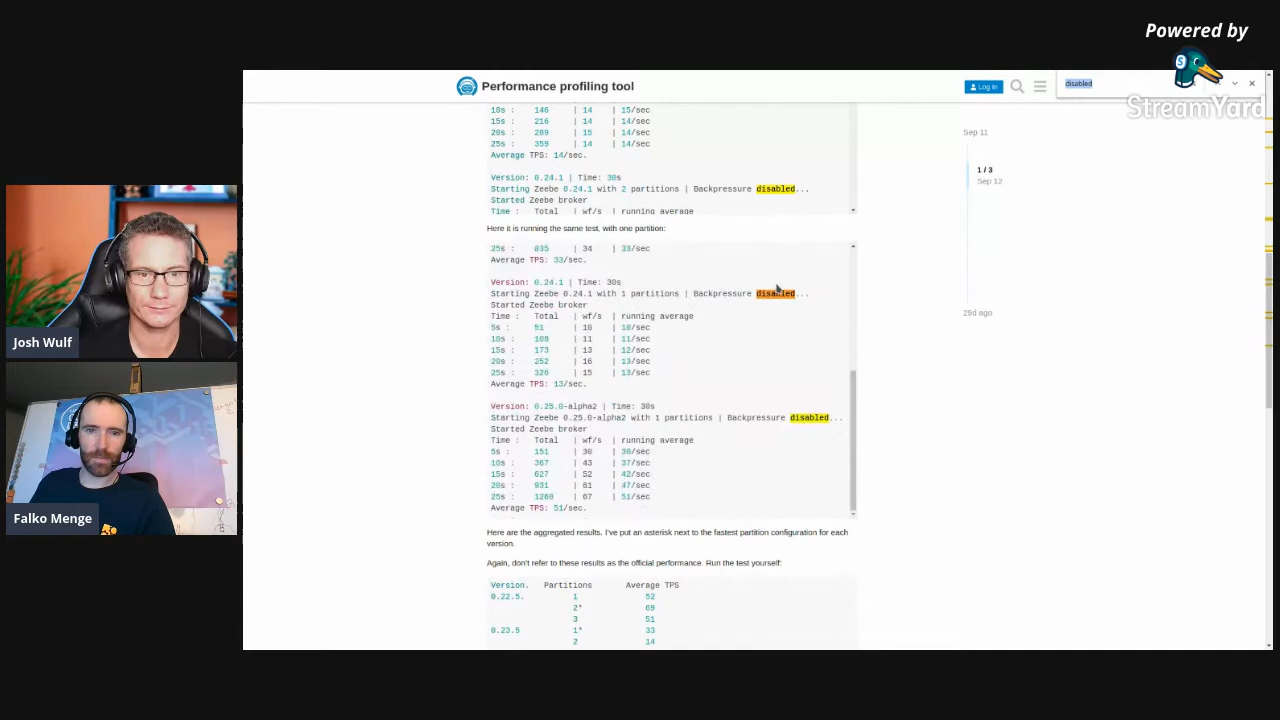 Powered by
StreamYard
Performance profiling tool
Log In
disabled
10s : 146 | 14 | 15/sec
15s : 216 | 14 | 14/sec
20s : 289 | 15 | 14/sec
25s : 359 | 14 | 14/sec
Average TPS: 14/sec.
Version: 0.24.1 | Time: 30s
Starting Zeebe 0.24.1 with 2 partitions | Backpressure disabled...
Started Zeebe broker
Time : Total | wf/s | running average
Here it is running the same test, with one partition:
25s : 835 | 34 | 33/sec
Average TPS: 33/sec.
Version: 0.24.1 | Time: 30s
Starting Zeebe 0.24.1 with 1 partitions | Backpressure disabled...
Started Zeebe broker
Time : Total | wf/s | running average
5s : 51 | 10 | 10/sec
10s : 108 | 11 | 11/sec
15s : 173 | 13 | 12/sec
20s : 252 | 16 | 13/sec
25s : 326 | 15 | 13/sec
Average TPS: 13/sec.
Version: 0.25.0-alpha2 | Time: 30s
Starting Zeebe 0.25.0-alpha2 with 1 partitions | Backpressure disabled...
Started Zeebe broker
Time : Total | wf/s | running average
5s : 151 | 30 | 30/sec
10s : 367 | 43 | 37/sec
15s : 627 | 52 | 42/sec
20s : 931 | 61 | 47/sec
25s : 1268 | 67 | 51/sec
Average TPS: 51/sec.
Here are the aggregated results. I've put an asterisk next to the fastest partition configuration for each
version.
Again, don't refer to these results as the official performance. Run the test yourself:
Version. Partitions Average TPS
0.22.5. 1 52
2* 69
3 51
0.23.5 1* 33
2 14
Sep 11
1 / 3
Sep 12
29d ago
Josh Wulf
Falko Menge